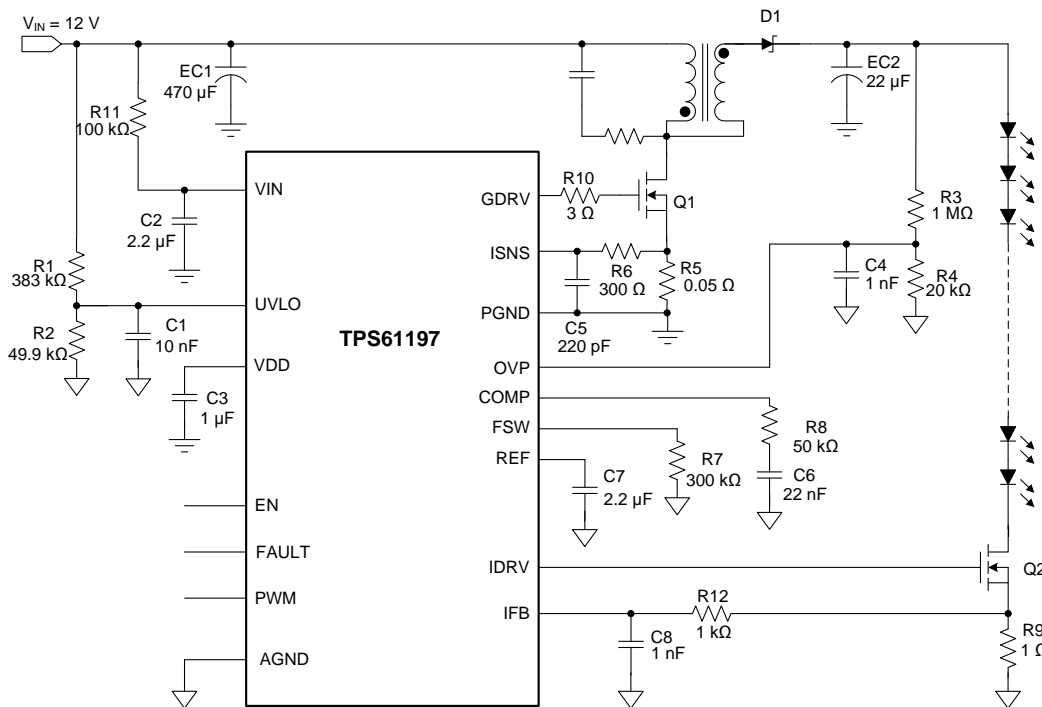 V_IN = 12 V
D1
EC1
470 µF
EC2
22 µF
R11
100 kΩ
VIN
C2
2.2 µF
GDRV
R10
3 Ω
Q1
R3
1 MΩ
ISNS
R6
300 Ω
R5
0.05 Ω
C4
1 nF
R4
20 kΩ
R1
383 kΩ
UVLO
C1
10 nF
R2
49.9 kΩ
PGND
C5
220 pF
TPS61197
VDD
C3
1 µF
OVP
COMP
FSW
REF
R8
50 kΩ
C6
22 nF
R7
300 kΩ
C7
2.2 µF
EN
FAULT
PWM
AGND
IDRV
Q2
IFB
R12
1 kΩ
C8
1 nF
R9
1 Ω